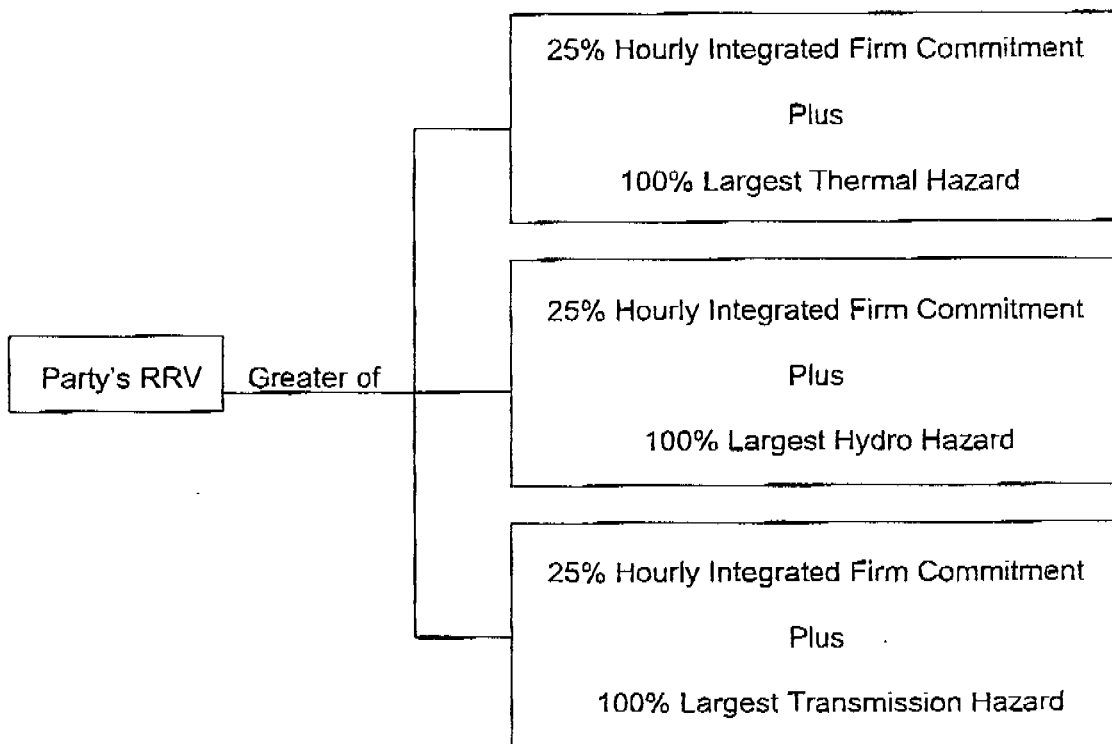 Party's RRV
Greater of
25% Hourly Integrated Firm Commitment
Plus
100% Largest Thermal Hazard
25% Hourly Integrated Firm Commitment
Plus
100% Largest Hydro Hazard
25% Hourly Integrated Firm Commitment
Plus
100% Largest Transmission Hazard